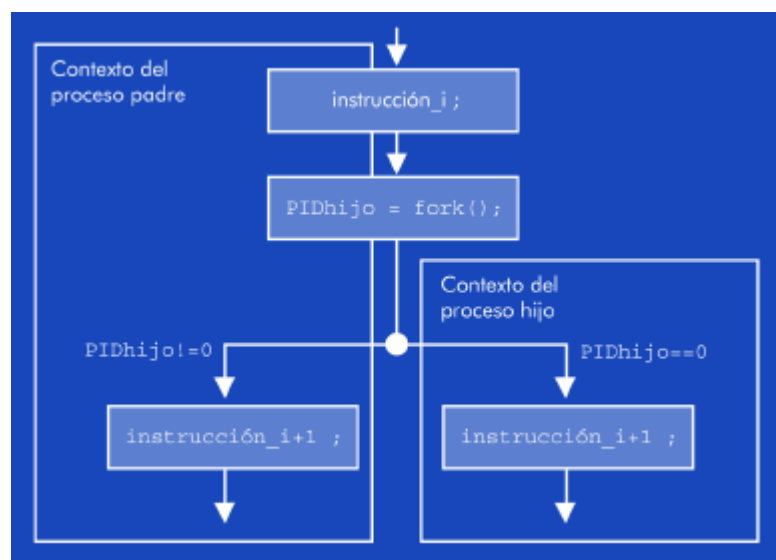 Contexto del
proceso padre
instrucción_i ;
PIDhijo = fork();
Contexto del
proceso hijo
PIDhijo!=0
PIDhijo==0
instrucción_i+1 ;
instrucción_i+1 ;